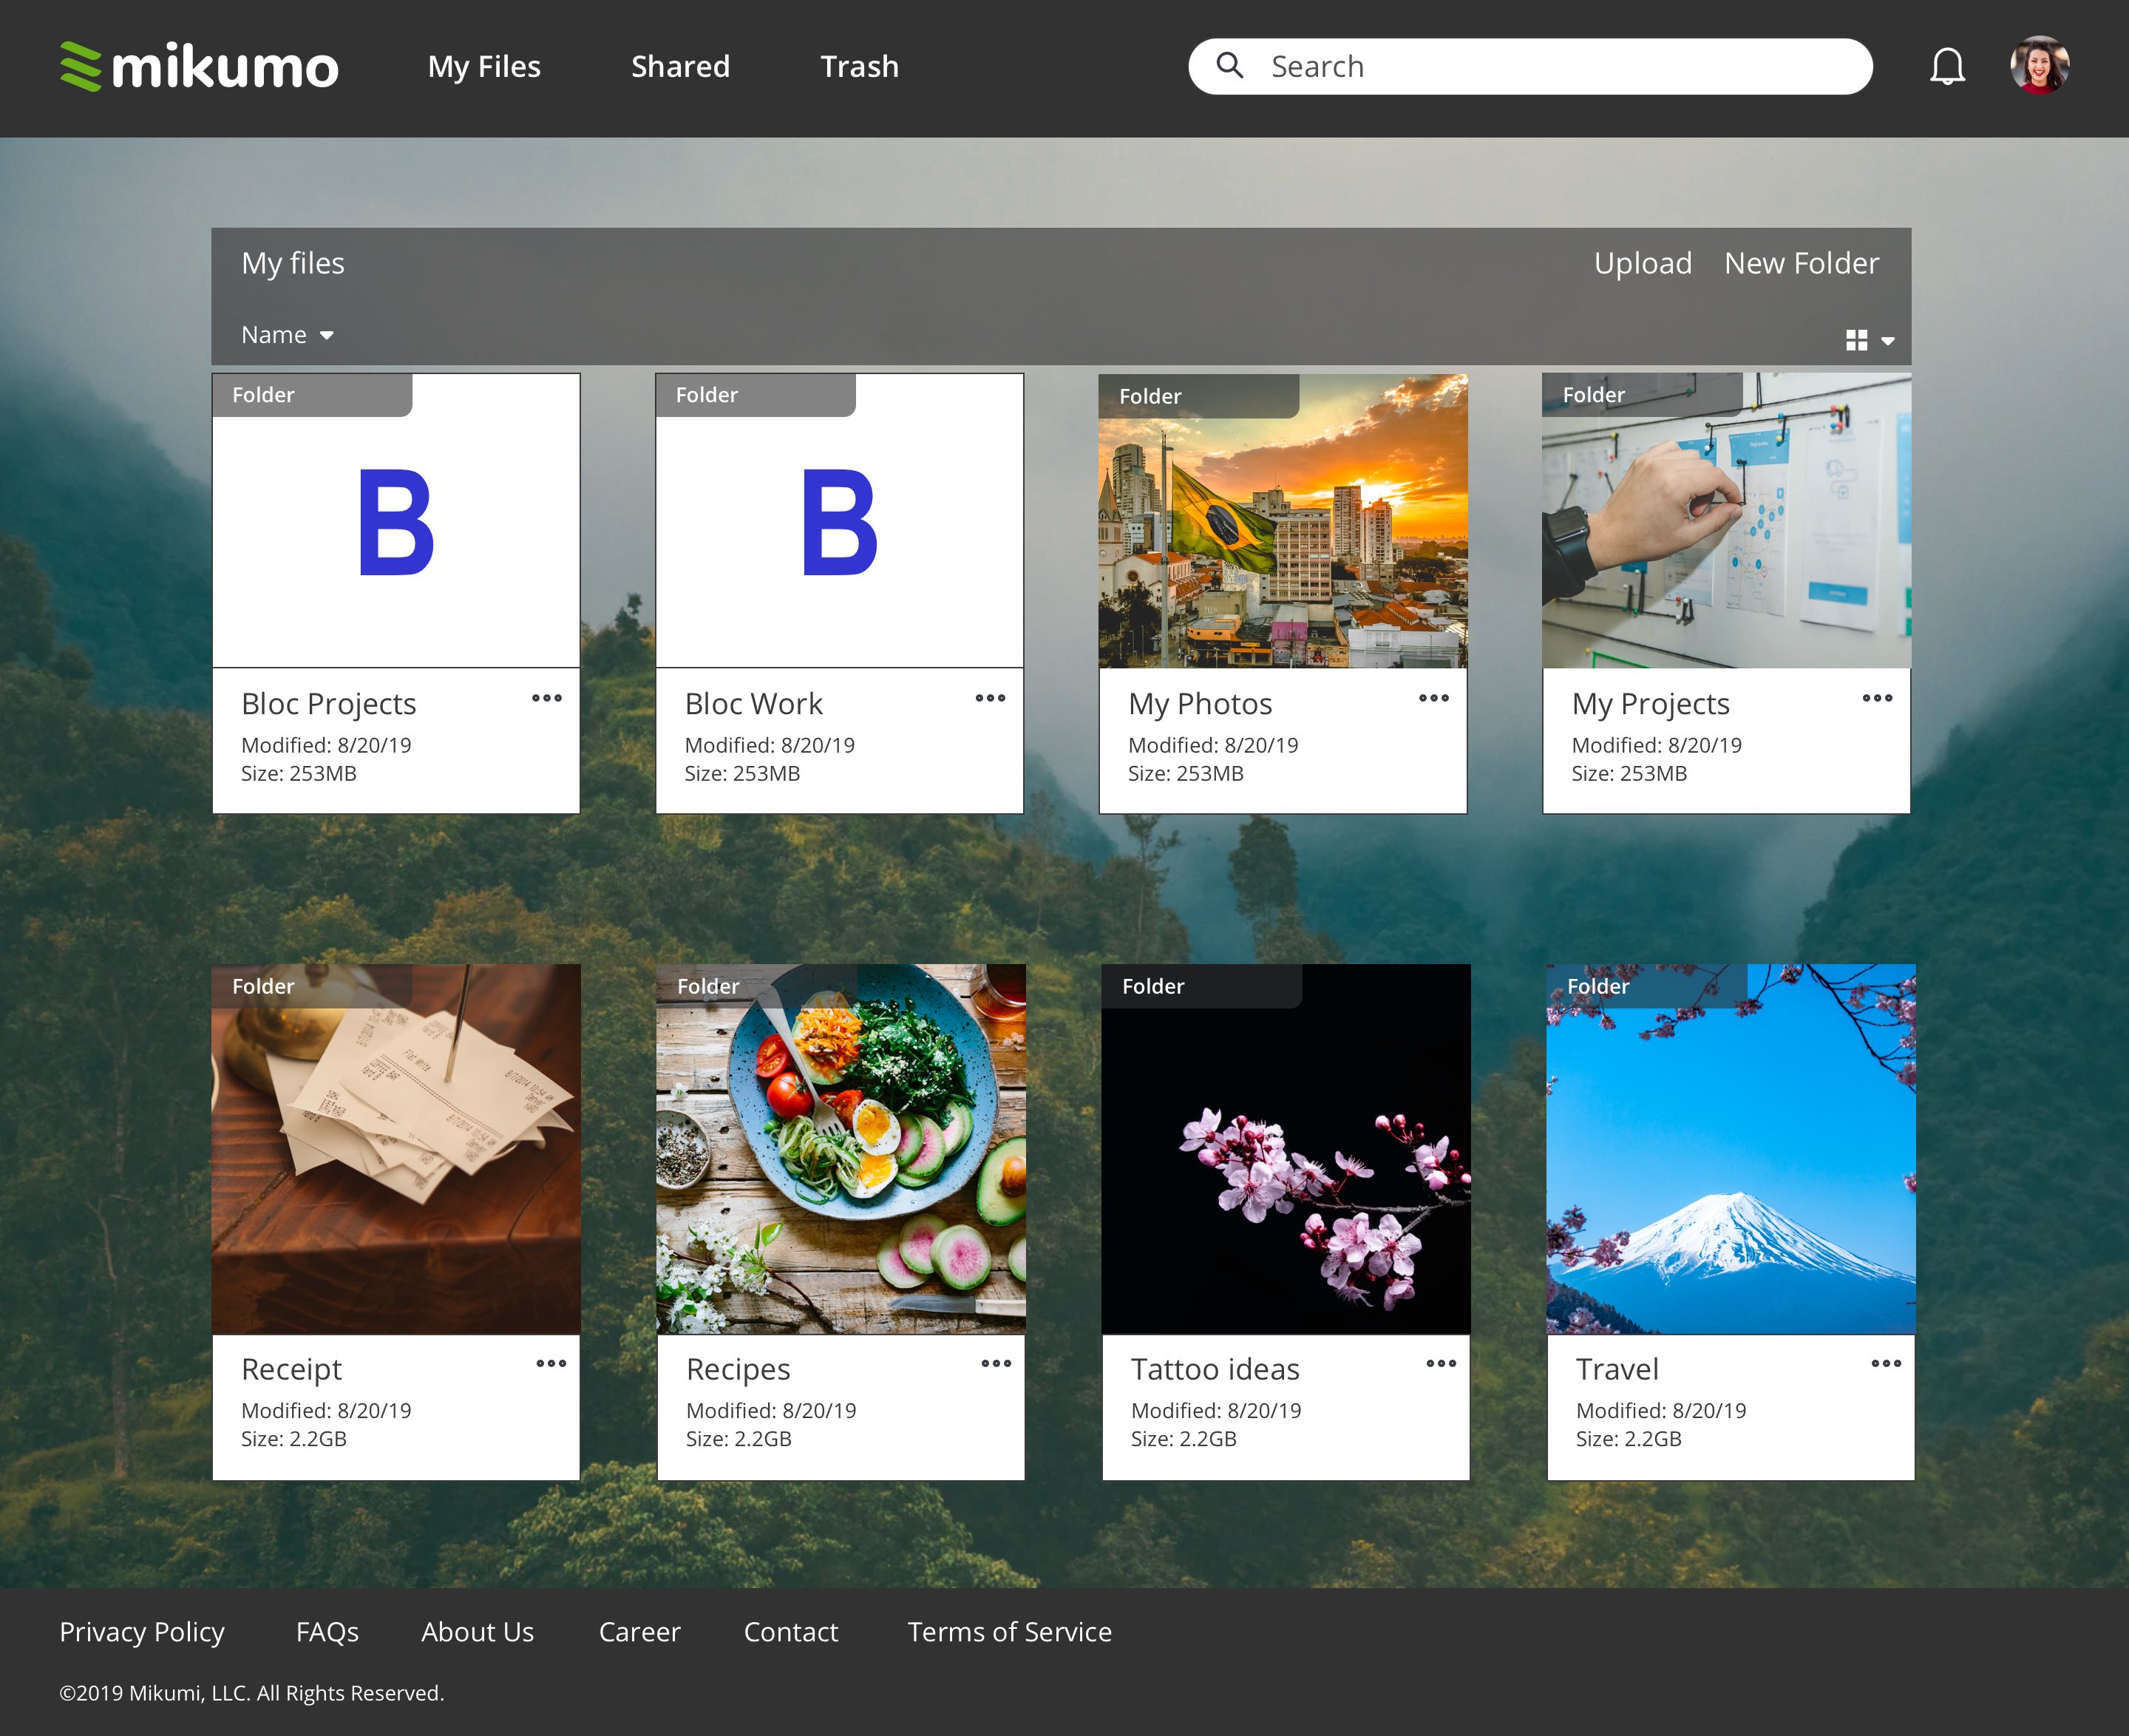 mikumo
My Files
Shared
Trash
Search
My files
Upload
New Folder
Name
Folder
B
Bloc Projects
Modified: 8/20/19
Size: 253MB
Folder
B
Bloc Work
Modified: 8/20/19
Size: 253MB
Folder
My Photos
Modified: 8/20/19
Size: 253MB
Folder
My Projects
Modified: 8/20/19
Size: 253MB
Folder
Flat White
Receipt
Modified: 8/20/19
Size: 2.2GB
Folder
Recipes
Modified: 8/20/19
Size: 2.2GB
Folder
Tattoo ideas
Modified: 8/20/19
Size: 2.2GB
Folder
Travel
Modified: 8/20/19
Size: 2.2GB
Privacy Policy
FAQs
About Us
Career
Contact
Terms of Service
©2019 Mikumi, LLC. All Rights Reserved.